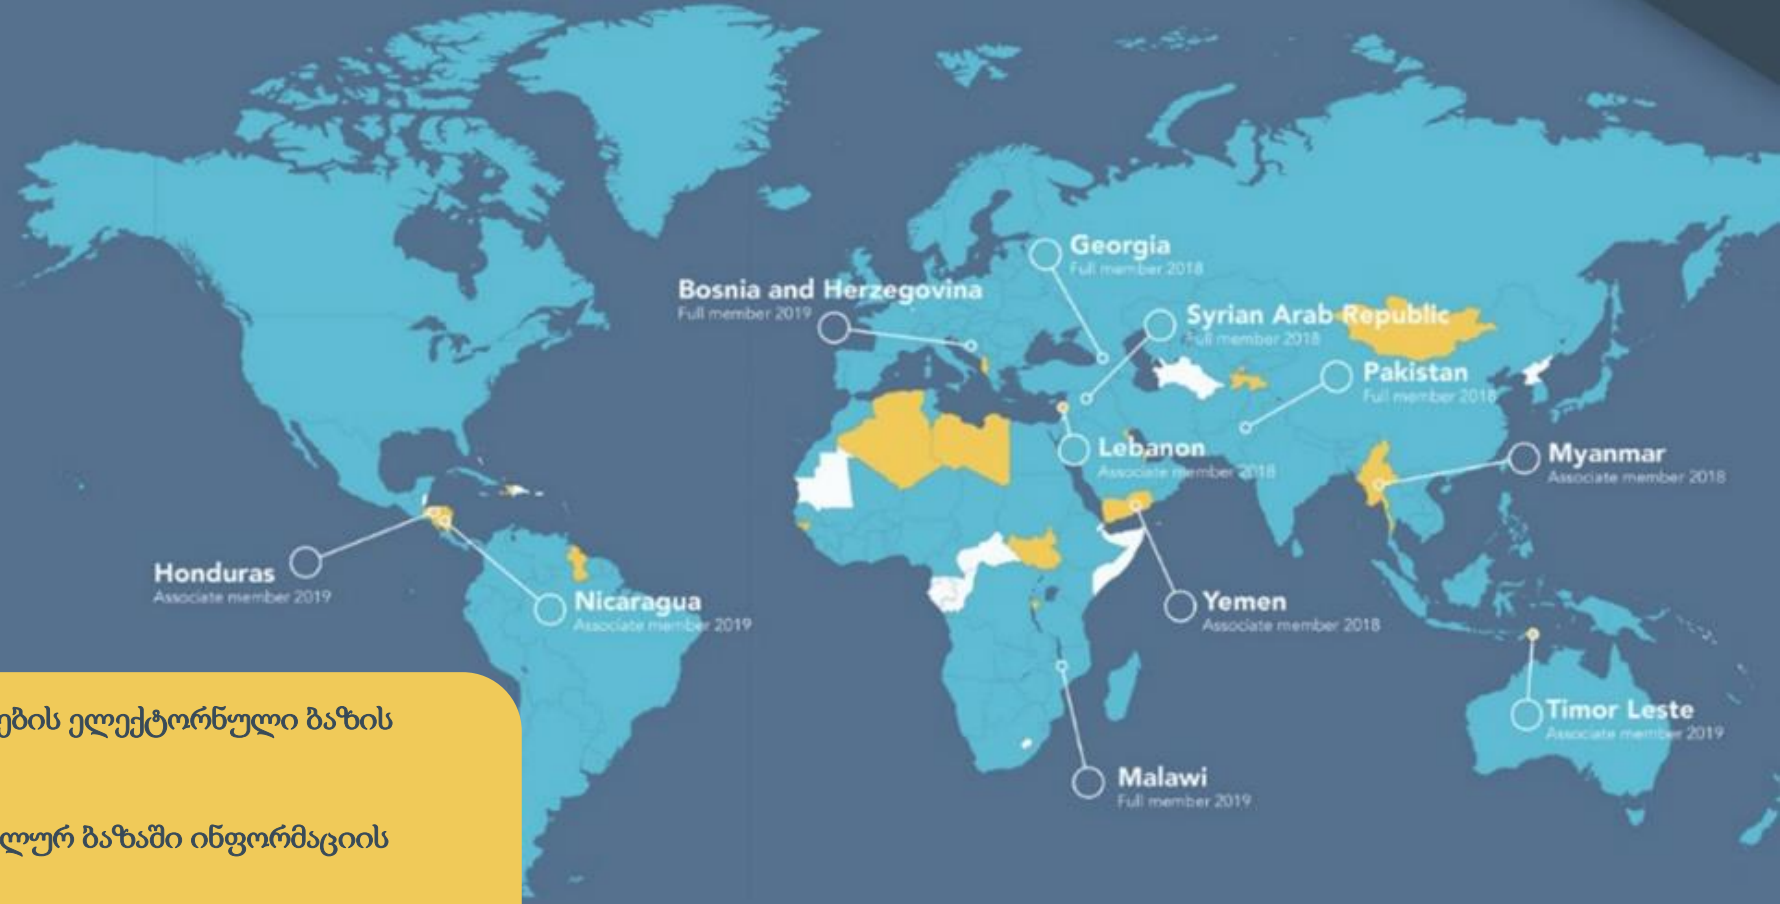 Georgia
Full member 2018
Bosnia and Herzegovina
Full member 2019
Syrian Arab Republic
Full member 2018
Pakistan
Full member 2018
Lebanon
Associate member 2018
Myanmar
Associate member 2018
Honduras
Associate member 2019
Nicaragua
Associate member 2019
Yemen
Associate member 2018
Timor Leste
Associate member 2019
Malawi
Full member 2019
ების ელექტორნული ბაზის
ლურ ბაზაში ინფორმაციის